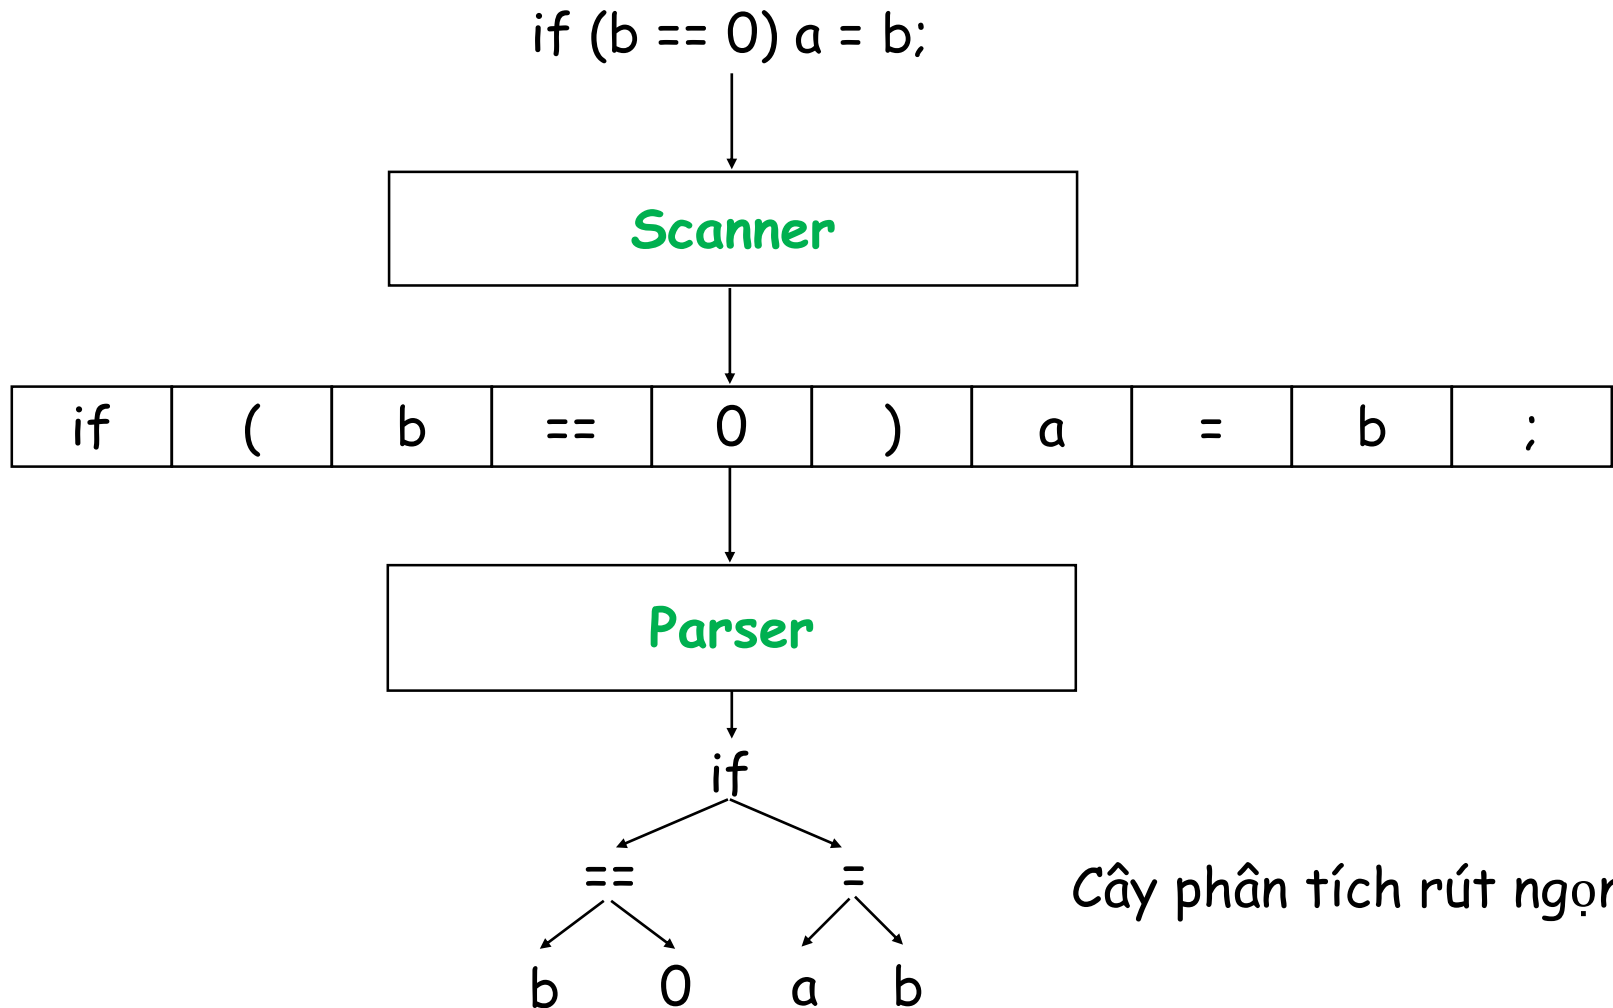 if (b == 0) a = b;
Scanner
if ( b == 0 ) a = b ;
Parser
if
== =
Cây phân tích rút
b 0 a b